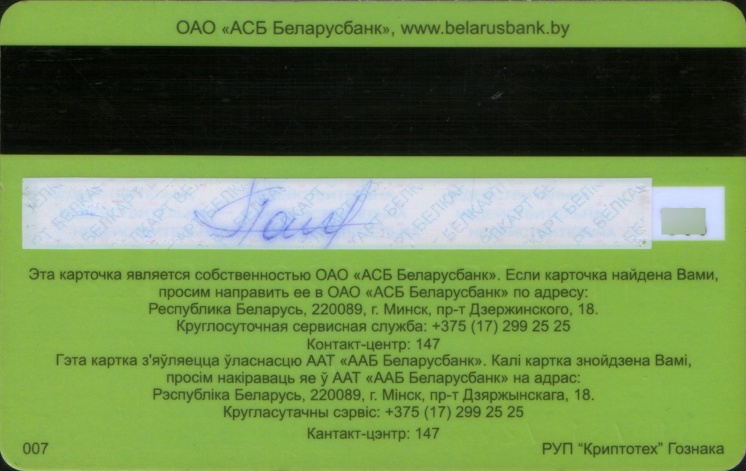 ОАО «АСБ Беларусбанк», www.belarusbank.by
БЕЛКАРТ БЕЛКАРТ БЕЛКАРТ
Эта карточка является собственностью ОАО «АСБ Беларусбанк». Если карточка найдена Вами,
просим направить ее в ОАО «АСБ Беларусбанк» по адресу:
Республика Беларусь, 220089, г. Минск, пр-т Дзержинского, 18.
Круглосуточная сервисная служба: +375 (17) 299 25 25
Контакт-центр: 147
Гэта картка з'яўляецца ўласнасцю ААТ «ААБ Беларусбанк». Калі картка знойдзена Вамі,
просім накіраваць яе ў ААТ «ААБ Беларусбанк» на адрас:
Рэспубліка Беларусь, 220089, г. Мінск, пр-т Дзяржынскага, 18.
Кругласутачны сэрвіс: +375 (17) 299 25 25
Кантакт-цэнтр: 147
007 РУП “Криптотех” Гознака